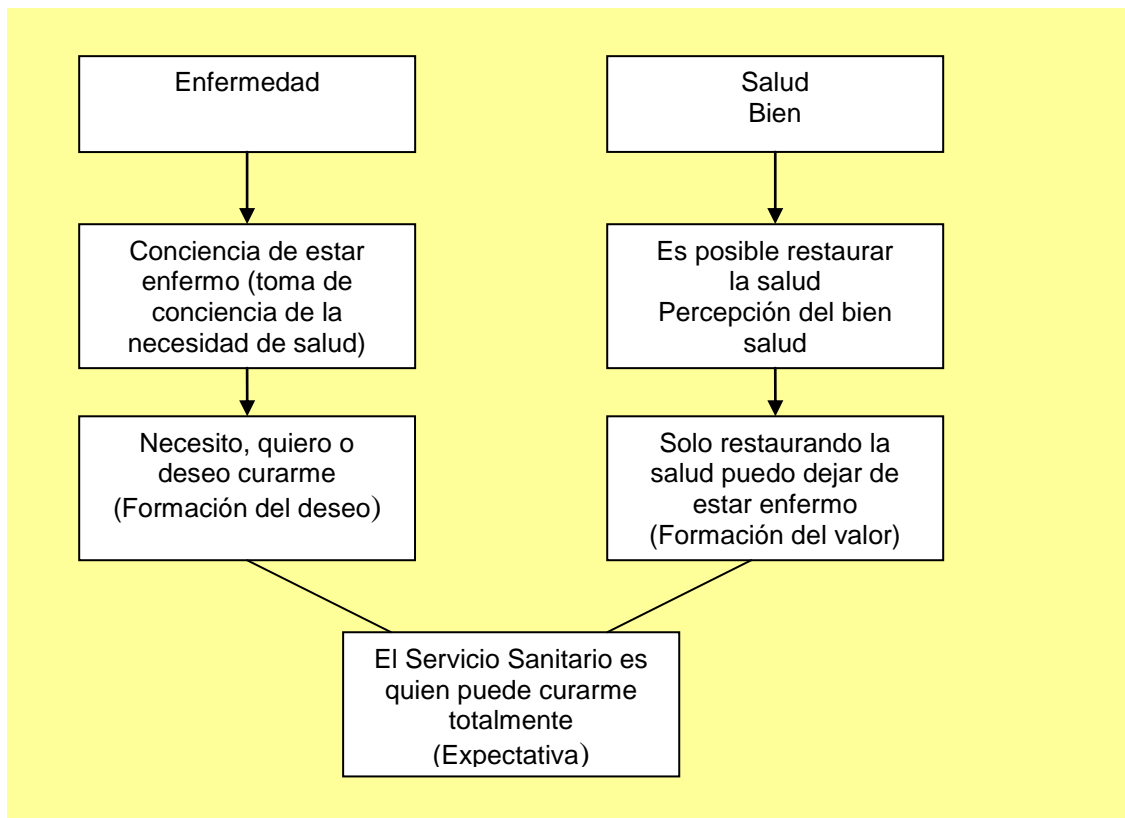 Enfermedad
Salud
Bien
Conciencia de estar
enfermo (toma de
conciencia de la
necesidad de salud)
Es posible restaurar
la salud
Percepción del bien
salud
Necesito, quiero o
deseo curarme
(Formación del deseo)
Solo restaurando la
salud puedo dejar de
estar enfermo
(Formación del valor)
El Servicio Sanitario es
quien puede curarme
totalmente
(Expectativa)